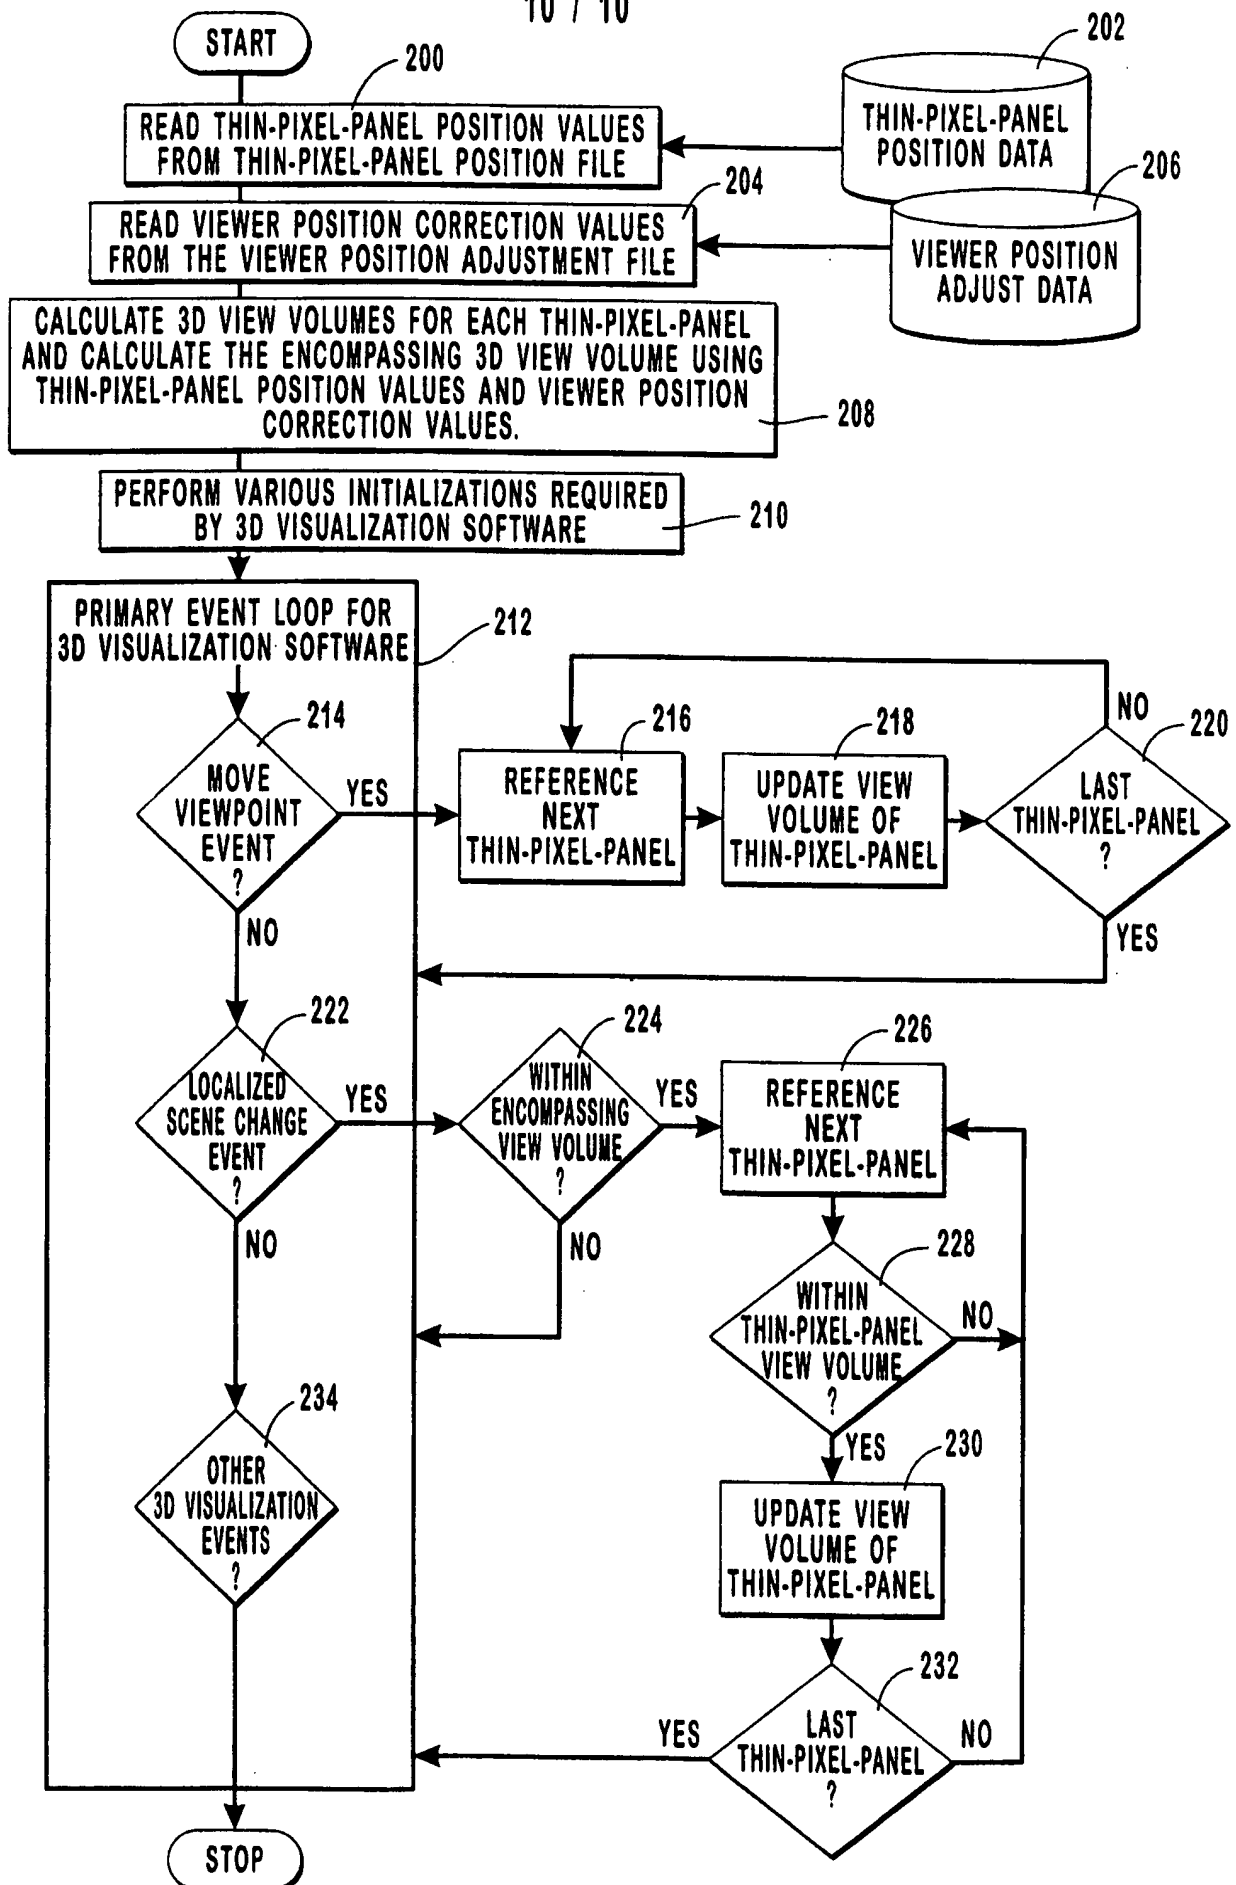 10 / 10
START
200
READ THIN-PIXEL-PANEL POSITION VALUES
FROM THIN-PIXEL-PANEL POSITION FILE
202
THIN-PIXEL-PANEL
POSITION DATA
204
READ VIEWER POSITION CORRECTION VALUES
FROM THE VIEWER POSITION ADJUSTMENT FILE
206
VIEWER POSITION
ADJUST DATA
CALCULATE 3D VIEW VOLUMES FOR EACH THIN-PIXEL-PANEL
AND CALCULATE THE ENCOMPASSING 3D VIEW VOLUME USING
THIN-PIXEL-PANEL POSITION VALUES AND VIEWER POSITION
CORRECTION VALUES.
208
PERFORM VARIOUS INITIALIZATIONS REQUIRED
BY 3D VISUALIZATION SOFTWARE
210
PRIMARY EVENT LOOP FOR
3D VISUALIZATION SOFTWARE
212
214
MOVE
VIEWPOINT
EVENT
?
YES
NO
216
REFERENCE
NEXT
THIN-PIXEL-PANEL
218
UPDATE VIEW
VOLUME OF
THIN-PIXEL-PANEL
NO
220
LAST
THIN-PIXEL-PANEL
?
YES
222
LOCALIZED
SCENE CHANGE
EVENT
?
YES
NO
224
WITHIN
ENCOMPASSING
VIEW VOLUME
?
YES
NO
226
REFERENCE
NEXT
THIN-PIXEL-PANEL
228
WITHIN
THIN-PIXEL-PANEL
VIEW VOLUME
?
NO
YES
230
UPDATE VIEW
VOLUME OF
THIN-PIXEL-PANEL
232
LAST
THIN-PIXEL-PANEL
?
YES
NO
234
OTHER
3D VISUALIZATION
EVENTS
?
STOP